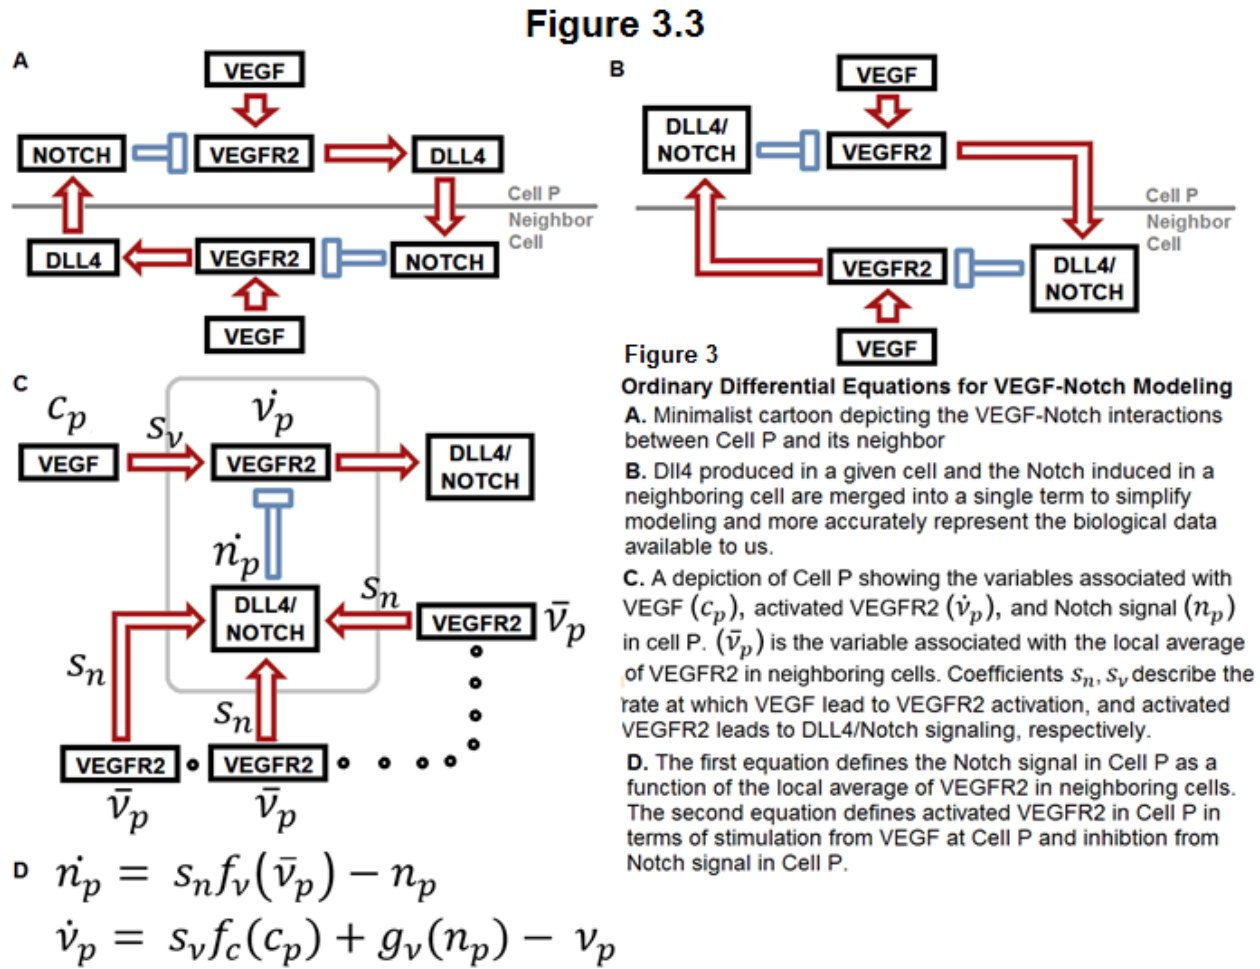 Figure 3.3
A
VEGF
NOTCH
VEGFR2
DLL4
Cell P
Neighbor
Cell
DLL4
VEGFR2
NOTCH
VEGF
B
VEGF
DLL4/
NOTCH
VEGFR2
Cell P
Neighbor
Cell
VEGFR2
DLL4/
NOTCH
VEGF
C
c_p
s_v
v̇_p
VEGF
VEGFR2
DLL4/
NOTCH
ṅ_p
DLL4/
NOTCH
s_n
VEGFR2
v̄_p
s_n
s_n
VEGFR2
VEGFR2
v̄_p
v̄_p
D
ṅ_p = s_n f_v(v̄_p) − n_p
v̇_p = s_v f_c(c_p) + g_v(n_p) − v_p
Figure 3
Ordinary Differential Equations for VEGF-Notch Modeling
A. Minimalist cartoon depicting the VEGF-Notch interactions
between Cell P and its neighbor
B. Dll4 produced in a given cell and the Notch induced in a
neighboring cell are merged into a single term to simplify
modeling and more accurately represent the biological data
available to us.
C. A depiction of Cell P showing the variables associated with
VEGF (c_p), activated VEGFR2 (v̇_p), and Notch signal (n_p)
in cell P. (v̄_p) is the variable associated with the local average
of VEGFR2 in neighboring cells. Coefficients s_n, s_v describe the
rate at which VEGF lead to VEGFR2 activation, and activated
VEGFR2 leads to DLL4/Notch signaling, respectively.
D. The first equation defines the Notch signal in Cell P as a
function of the local average of VEGFR2 in neighboring cells.
The second equation defines activated VEGFR2 in Cell P in
terms of stimulation from VEGF at Cell P and inhibtion from
Notch signal in Cell P.